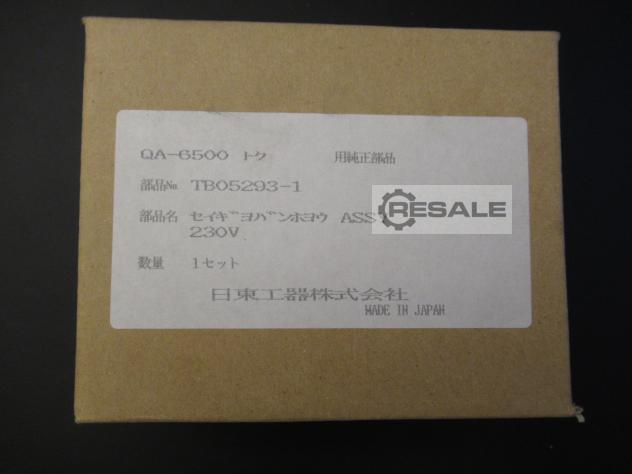 RESALE
QA-6500 トク 用純正部品
部品No. TB05293-1
部品名 セイギヨバンホヨウ ASSY
230V
数量 1セット
日東工器株式会社
MADE IN JAPAN